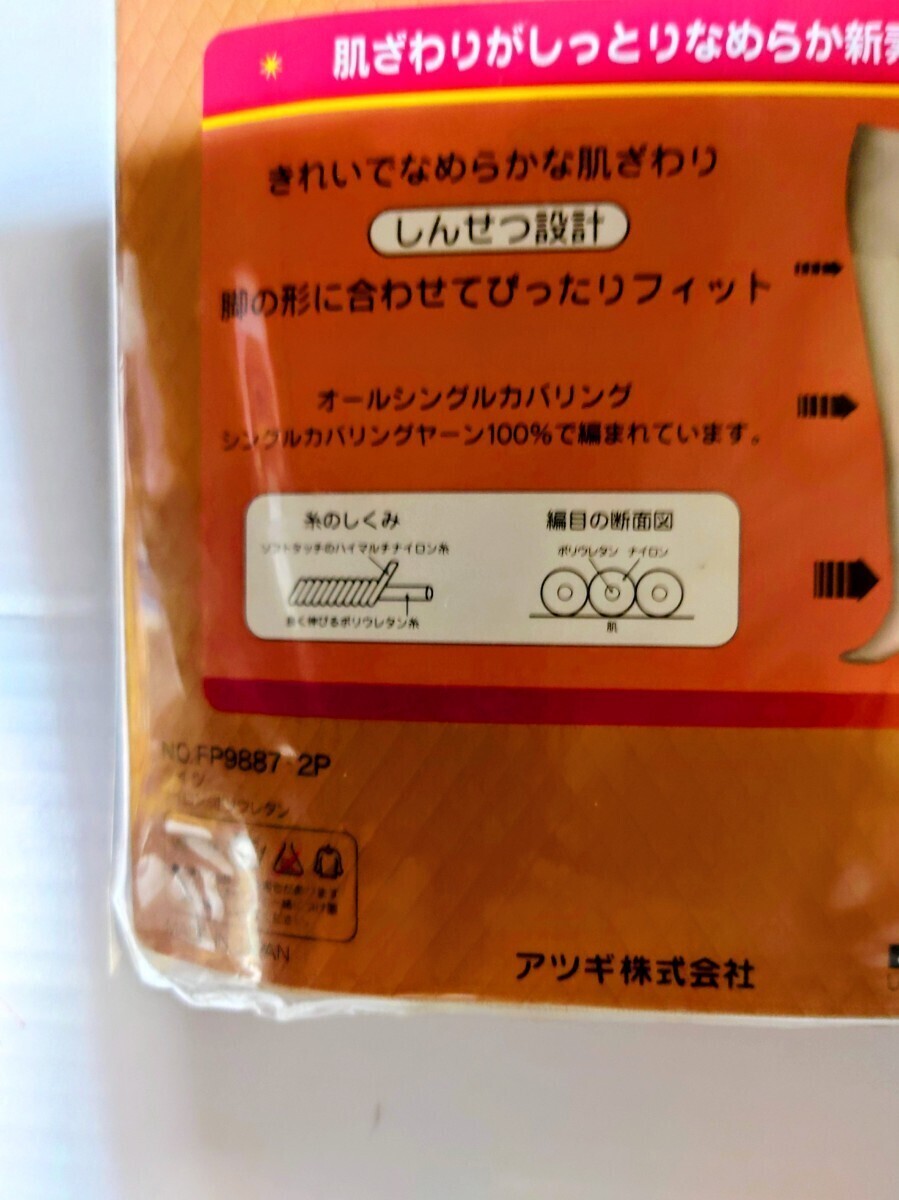 肌ざわりがしっとりなめらか新
きれいでなめらかな肌ざわり
しんせつ設計
脚の形に合わせてぴったりフィット
オールシングルカバリング
シングルカバリングヤーン100%で編まれています。
糸のしくみ
ソフトタッチのハイマルチナイロン糸
良く伸びるポリウレタン糸
編目の断面図
ポリウレタン ナイロン
肌
NO.FP9887-2P
アツギ株式会社